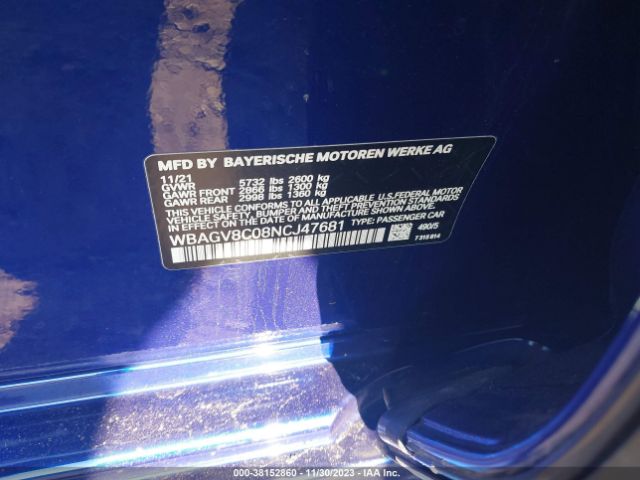 MFD BY BAYERISCHE MOTOREN WERKE AG
11/21
GVWR 5732 lbs 2600 kg
GAWR FRONT 2866 lbs 1300 kg
GAWR REAR 2998 lbs 1360 kg
THIS VEHICLE CONFORMS TO ALL APPLICABLE U.S. FEDERAL MOTOR
VEHICLE SAFETY, BUMPER, AND THEFT PREVENTION STANDARDS
IN EFFECT ON THE DATE OF MANUFACTURE SHOWN ABOVE.
WBAGV8C08NCJ47681 TYPE: PASSENGER CAR
490/5
7 315 814
000-38152860 - 11/30/2023 - IAA Inc.